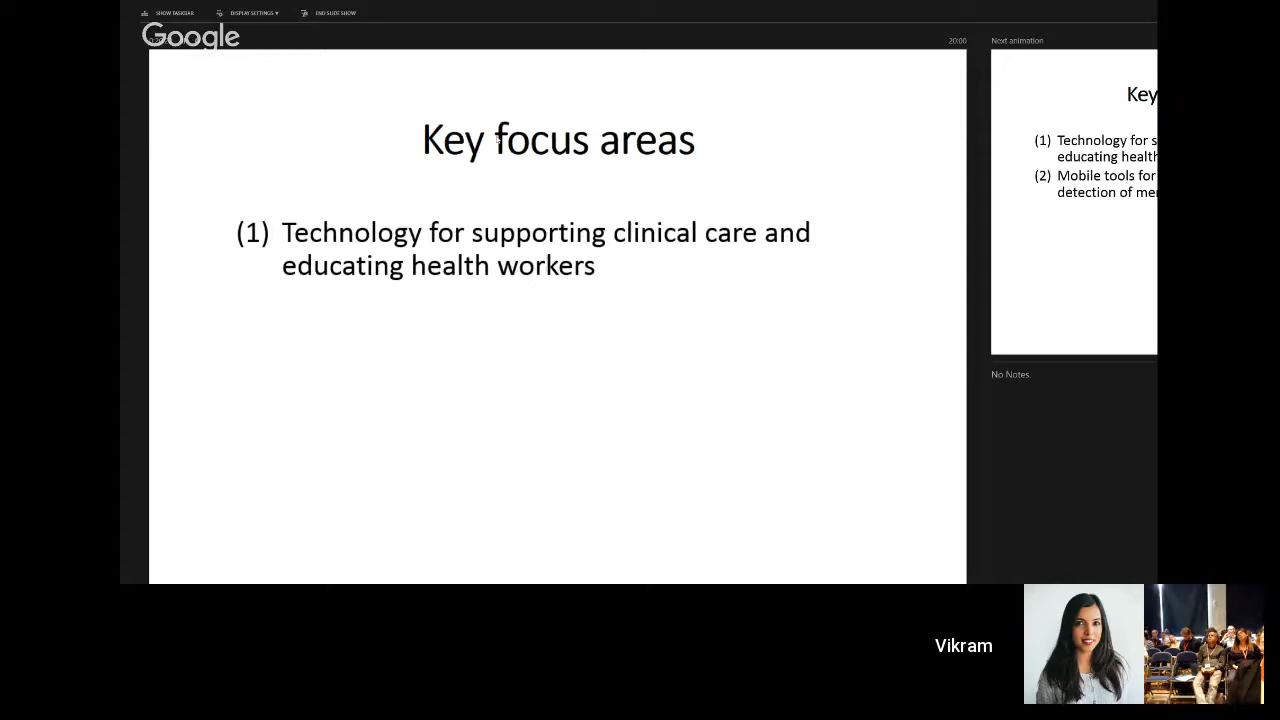 SHOW TASKBAR
DISPLAY SETTINGS ▾
END SLIDE SHOW
Google
20:00
Next animation
Key focus areas
(1) Technology for supporting clinical care and
educating health workers
Key
(1) Technology for s
educating health
(2) Mobile tools for
detection of me
No Notes.
Vikram